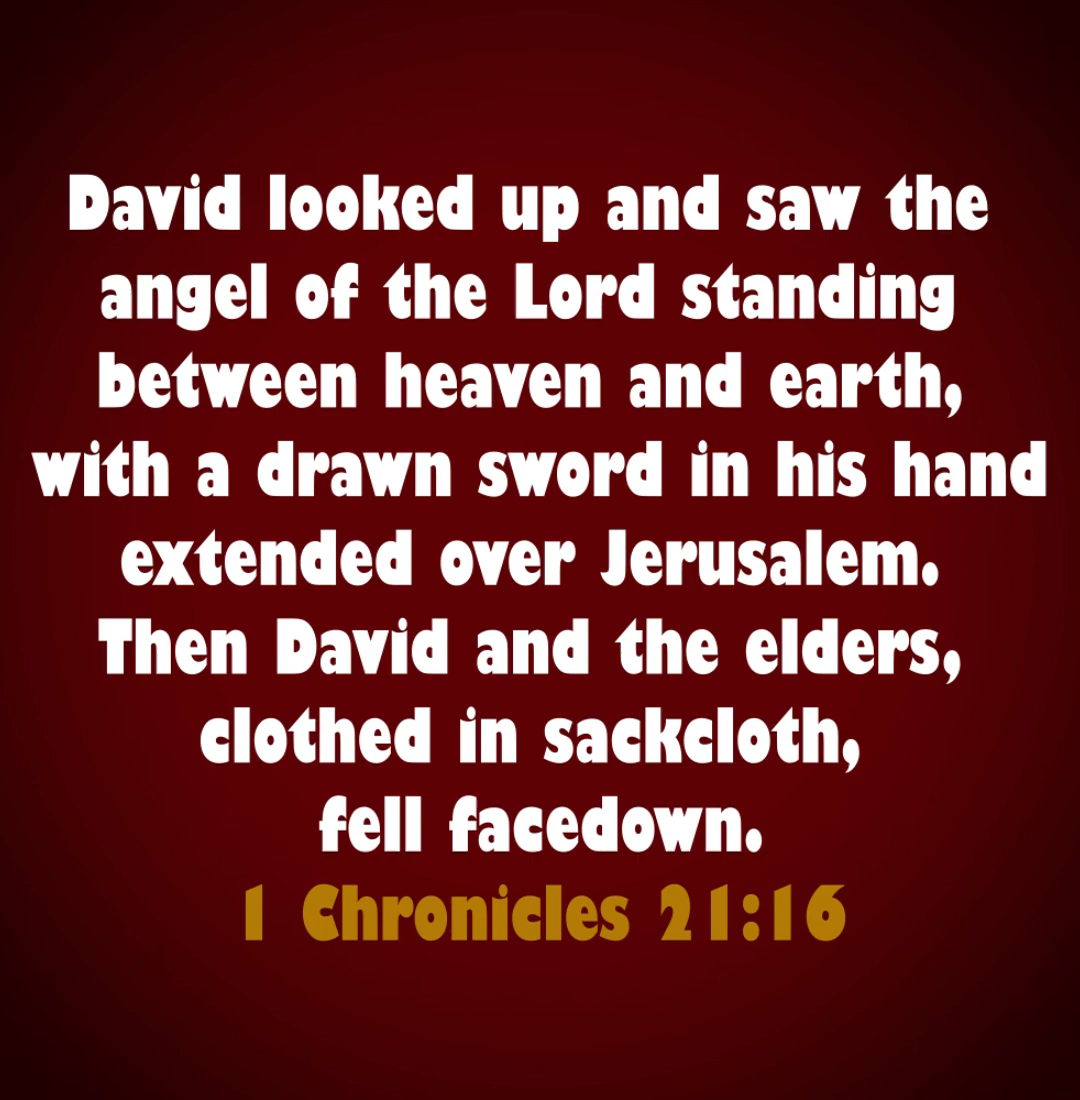 David looked up and saw the
angel of the Lord standing
between heaven and earth,
with a drawn sword in his hand
extended over Jerusalem.
Then David and the elders,
clothed in sackcloth,
fell facedown.
1 Chronicles 21:16